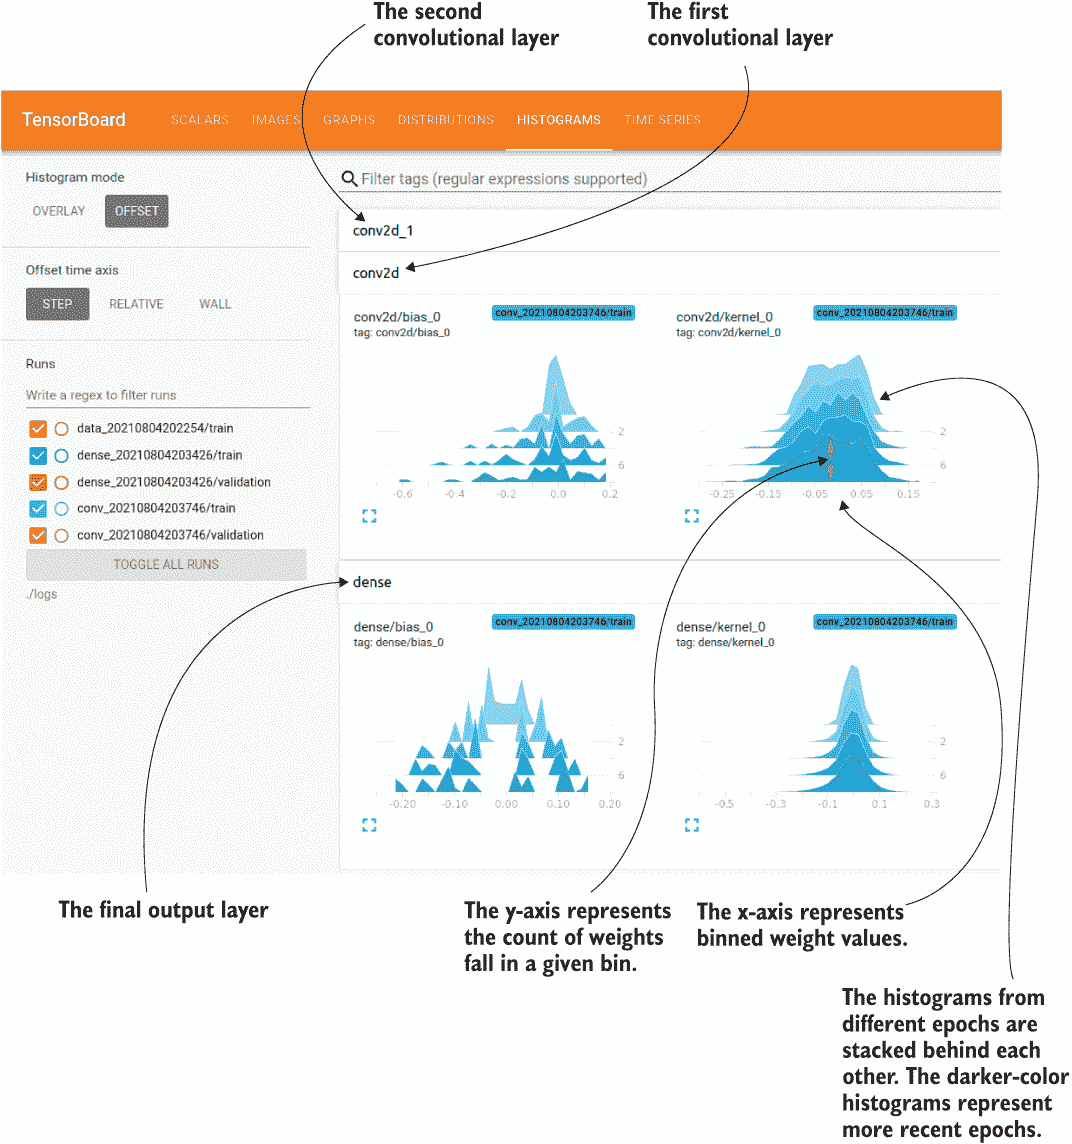 The second
convolutional layer
The first
convolutional layer
TensorBoard
SCALARS IMAGES GRAPHS DISTRIBUTIONS HISTOGRAMS TIME SERIES
Histogram mode
OVERLAY OFFSET
Offset time axis
STEP RELATIVE WALL
Runs
Write a regex to filter runs
data_20210804202254/train
dense_20210804203426/train
dense_20210804203426/validation
conv_20210804203746/train
conv_20210804203746/validation
TOGGLE ALL RUNS
./logs
Filter tags (regular expressions supported)
conv2d_1
conv2d
conv2d/bias_0
tag: conv2d/bias_0
conv_20210804203746/train
2
6
-0.6 -0.4 -0.2 0.0 0.2
conv2d/kernel_0
tag: conv2d/kernel_0
conv_20210804203746/train
2
6
-0.25 -0.15 -0.05 0.05 0.15
dense
dense/bias_0
tag: dense/bias_0
conv_20210804203746/train
2
6
-0.20 -0.10 0.00 0.10 0.20
dense/kernel_0
tag: dense/kernel_0
conv_20210804203746/train
2
6
-0.5 -0.3 -0.1 0.1 0.3
The final output layer
The y-axis represents
the count of weights
fall in a given bin.
The x-axis represents
binned weight values.
The histograms from
different epochs are
stacked behind each
other. The darker-color
histograms represent
more recent epochs.